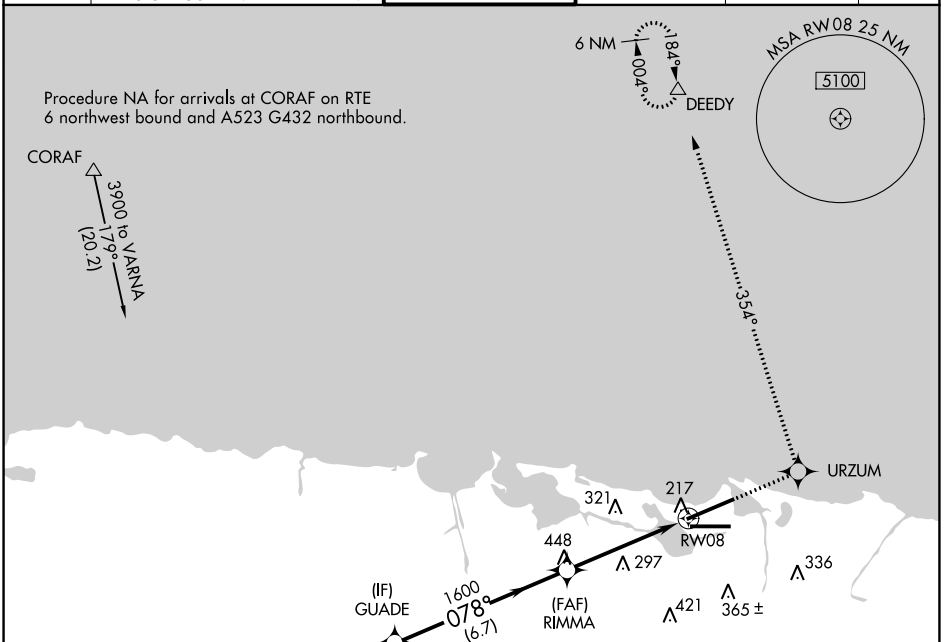 6 NM
184°
004°
DEEDY
MSA RW08 25 NM
5100
Procedure NA for arrivals at CORAF on RTE
6 northwest bound and A523 G432 northbound.
CORAF
3900 to VARNA
179°
(20.2)
354°
URZUM
321
217
RW08
448
297
336
(IF)
GUADE
1600
078°
(6.7)
(FAF)
RIMMA
421
365 ±